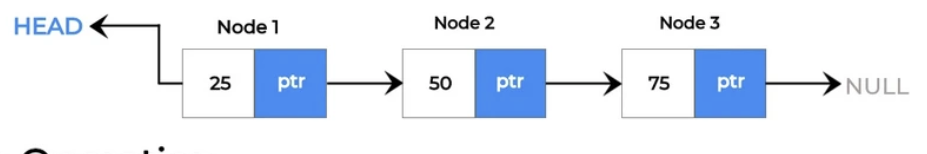 HEAD
Node 1
Node 2
Node 3
25
ptr
50
ptr
75
ptr
NULL